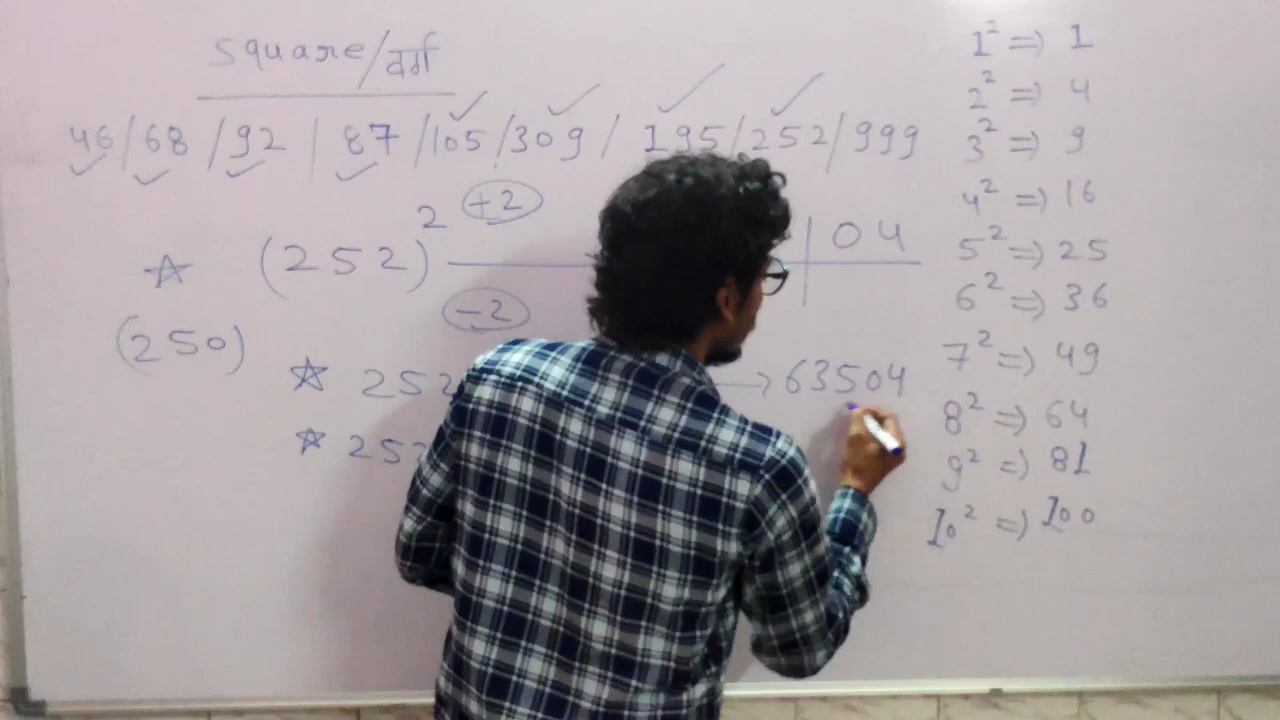 square/वर्ग
46/68/92/87/105/309/195/252/999
(252)² +2 04
-2
(250)
252 → 63504
252
1² ⇒ 1
2² ⇒ 4
3² ⇒ 9
4² ⇒ 16
5² ⇒ 25
6² ⇒ 36
7² ⇒ 49
8² ⇒ 64
9² ⇒ 81
10² ⇒ 100